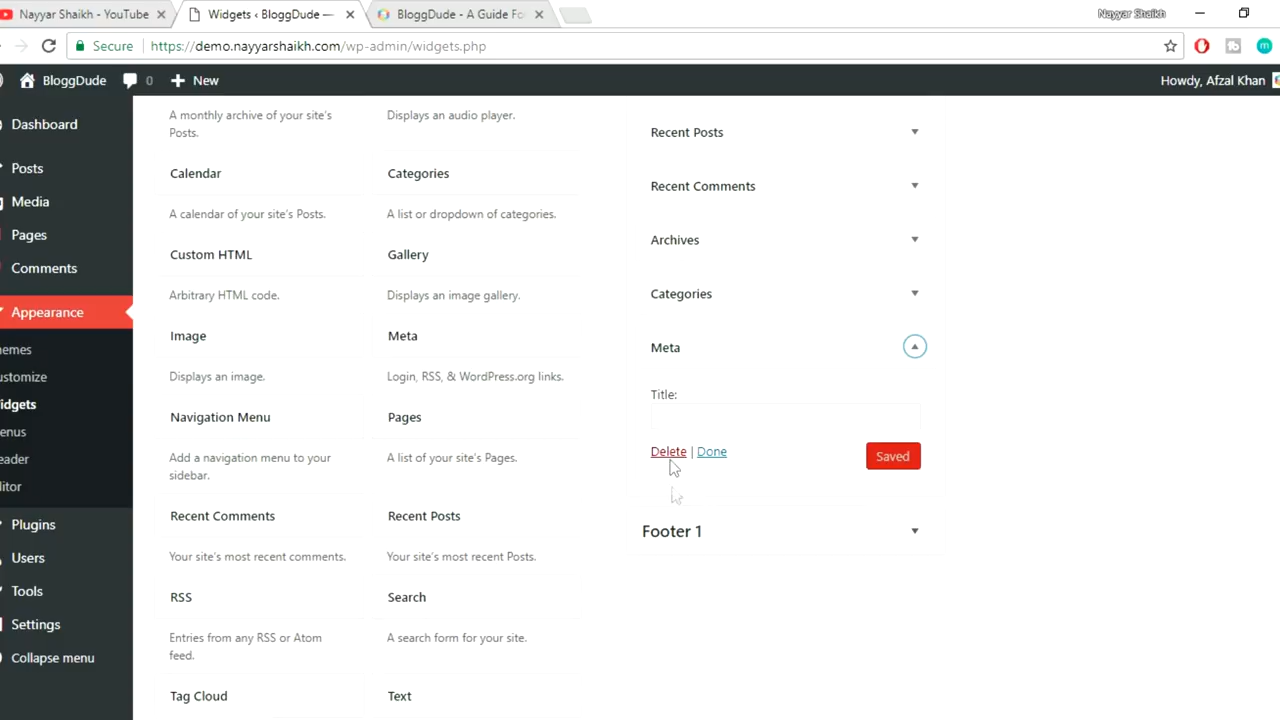 Nayyar Shaikh - YouTube
Widgets ‹ BloggDude —
BloggDude - A Guide Fo
Nayyar Shaikh
Secure
https://demo.nayyarshaikh.com/wp-admin/widgets.php
BloggDude
0
New
Howdy, Afzal Khan
Dashboard
Posts
Media
Pages
Comments
Appearance
hemes
ustomize
idgets
enus
eader
ditor
Plugins
Users
Tools
Settings
Collapse menu
A monthly archive of your site's
Posts.
Displays an audio player.
Calendar
Categories
A calendar of your site's Posts.
A list or dropdown of categories.
Custom HTML
Gallery
Arbitrary HTML code.
Displays an image gallery.
Image
Meta
Displays an image.
Login, RSS, & WordPress.org links.
Navigation Menu
Pages
Add a navigation menu to your
sidebar.
A list of your site's Pages.
Recent Comments
Recent Posts
Your site's most recent comments.
Your site's most recent Posts.
RSS
Search
Entries from any RSS or Atom
feed.
A search form for your site.
Tag Cloud
Text
Recent Posts
Recent Comments
Archives
Categories
Meta
Title:
Delete | Done
Saved
Footer 1